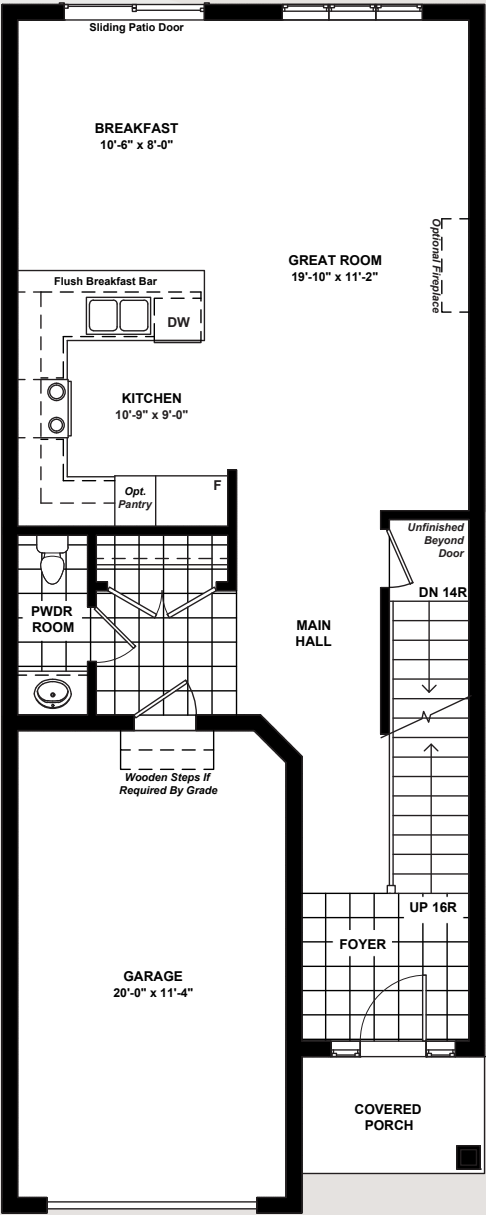 Sliding Patio Door
BREAKFAST
10'-6" x 8'-0"
GREAT ROOM
19'-10" x 11'-2"
Optional Fireplace
Flush Breakfast Bar
DW
KITCHEN
10'-9" x 9'-0"
F
Opt.
Pantry
Unfinished
Beyond
Door
DN 14R
PWDR
ROOM
MAIN
HALL
Wooden Steps If
Required By Grade
UP 16R
FOYER
GARAGE
20'-0" x 11'-4"
COVERED
PORCH